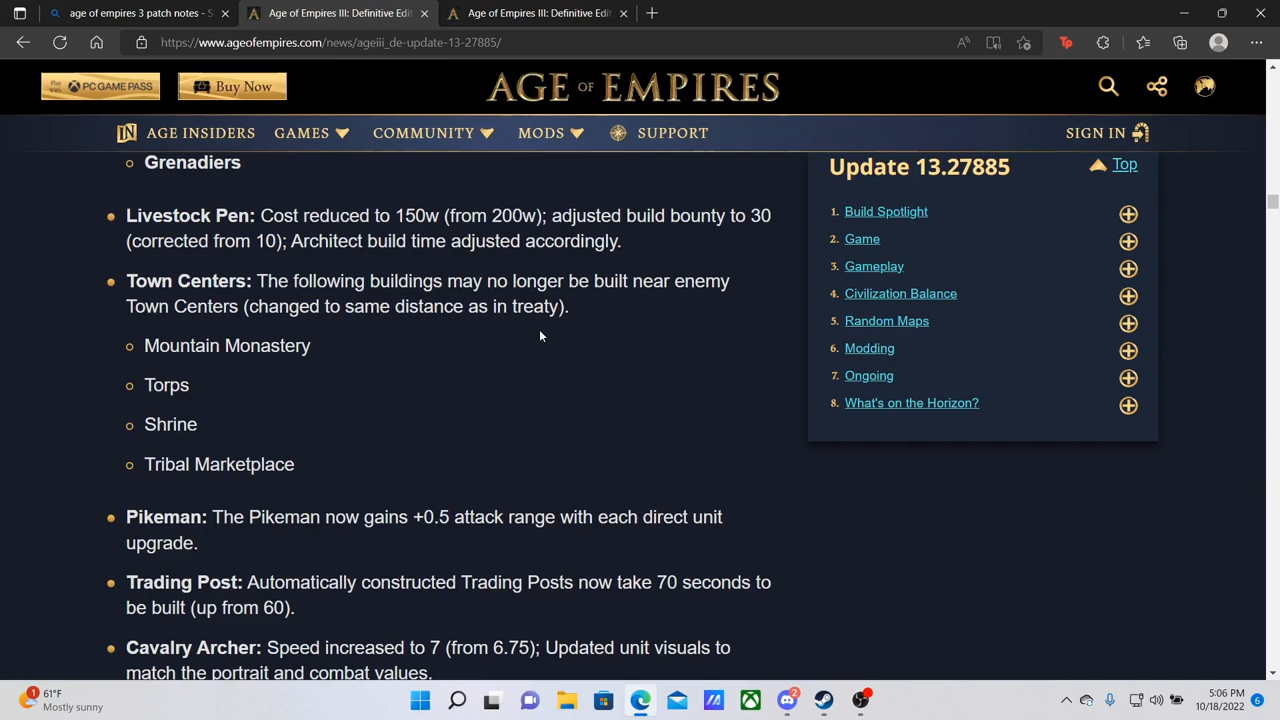 age of empires 3 patch notes - S
Age of Empires III: Definitive Edit
Age of Empires III: Definitive Edit
https://www.ageofempires.com/news/ageiii_de-update-13-27885/
Play with PC GAME PASS
Buy Now
AGE OF EMPIRES
AGE INSIDERS GAMES COMMUNITY MODS SUPPORT SIGN IN
Grenadiers
Livestock Pen: Cost reduced to 150w (from 200w); adjusted build bounty to 30
(corrected from 10); Architect build time adjusted accordingly.
Town Centers: The following buildings may no longer be built near enemy
Town Centers (changed to same distance as in treaty).
Mountain Monastery
Torps
Shrine
Tribal Marketplace
Pikeman: The Pikeman now gains +0.5 attack range with each direct unit
upgrade.
Trading Post: Automatically constructed Trading Posts now take 70 seconds to
be built (up from 60).
Cavalry Archer: Speed increased to 7 (from 6.75); Updated unit visuals to
match the portrait and combat values.
Update 13.27885 Top
1. Build Spotlight
2. Game
3. Gameplay
4. Civilization Balance
5. Random Maps
6. Modding
7. Ongoing
8. What's on the Horizon?
1
61°F
Mostly sunny
2
5:06 PM
10/18/2022
6